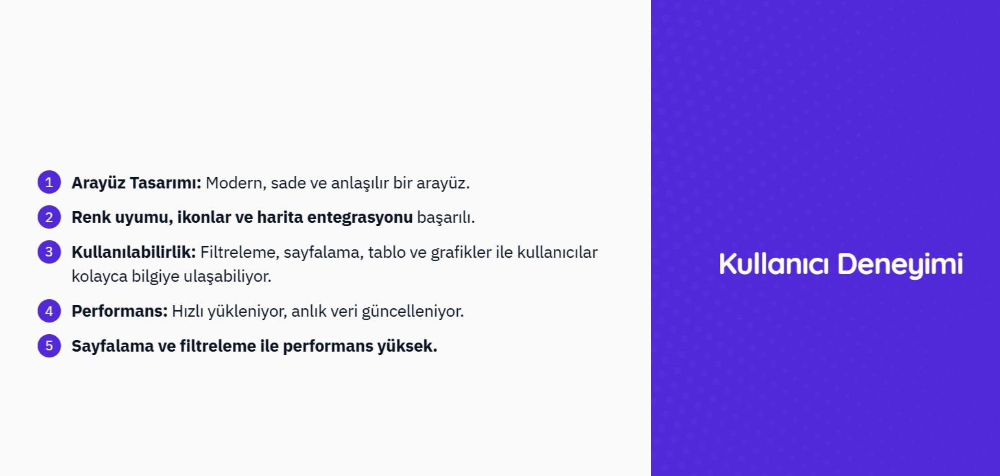 1 Arayüz Tasarımı: Modern, sade ve anlaşılır bir arayüz.
2 Renk uyumu, ikonlar ve harita entegrasyonu başarılı.
3 Kullanılabilirlik: Filtreleme, sayfalama, tablo ve grafikler ile kullanıcılar
kolayca bilgiye ulaşabiliyor.
4 Performans: Hızlı yükleniyor, anlık veri güncelleniyor.
5 Sayfalama ve filtreleme ile performans yüksek.
Kullanıcı Deneyimi